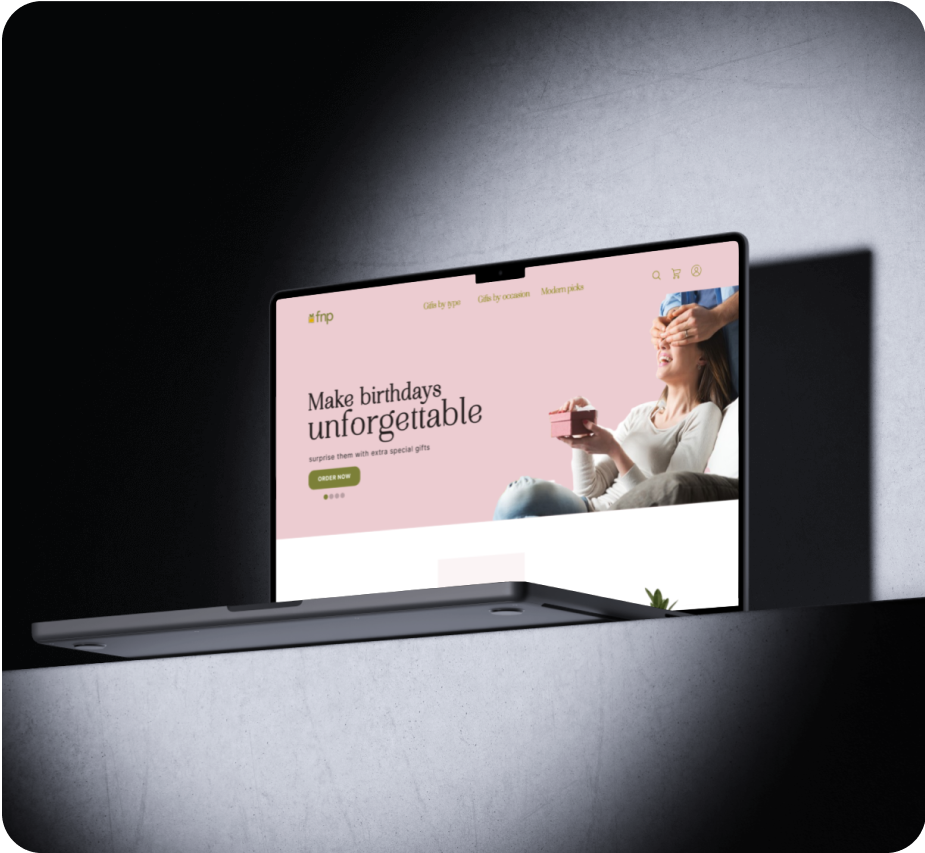 fnp
Gifts by type
Gifts by occasion
Modern picks
Make birthdays
unforgettable
surprise them with extra special gifts
ORDER NOW